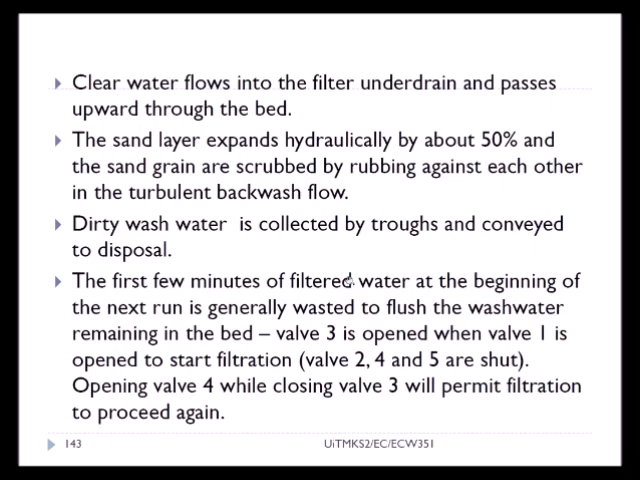 Clear water flows into the filter underdrain and passes
upward through the bed.
The sand layer expands hydraulically by about 50% and
the sand grain are scrubbed by rubbing against each other
in the turbulent backwash flow.
Dirty wash water is collected by troughs and conveyed
to disposal.
The first few minutes of filtered water at the beginning of
the next run is generally wasted to flush the washwater
remaining in the bed – valve 3 is opened when valve 1 is
opened to start filtration (valve 2, 4 and 5 are shut).
Opening valve 4 while closing valve 3 will permit filtration
to proceed again.
143 UiTMKS2/EC/ECW351